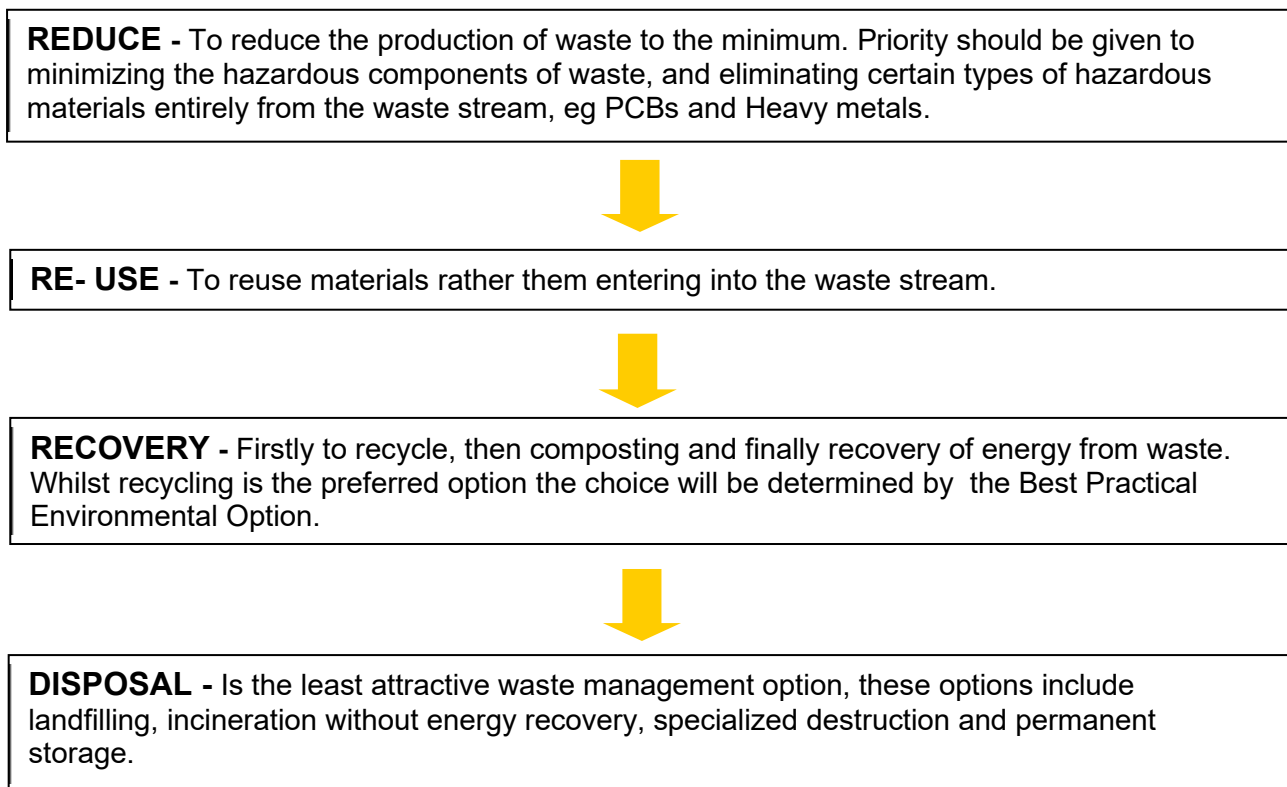 REDUCE - To reduce the production of waste to the minimum. Priority should be given to
minimizing the hazardous components of waste, and eliminating certain types of hazardous
materials entirely from the waste stream, eg PCBs and Heavy metals.
RE- USE - To reuse materials rather them entering into the waste stream.
RECOVERY - Firstly to recycle, then composting and finally recovery of energy from waste.
Whilst recycling is the preferred option the choice will be determined by  the Best Practical
Environmental Option.
DISPOSAL - Is the least attractive waste management option, these options include
landfilling, incineration without energy recovery, specialized destruction and permanent
storage.